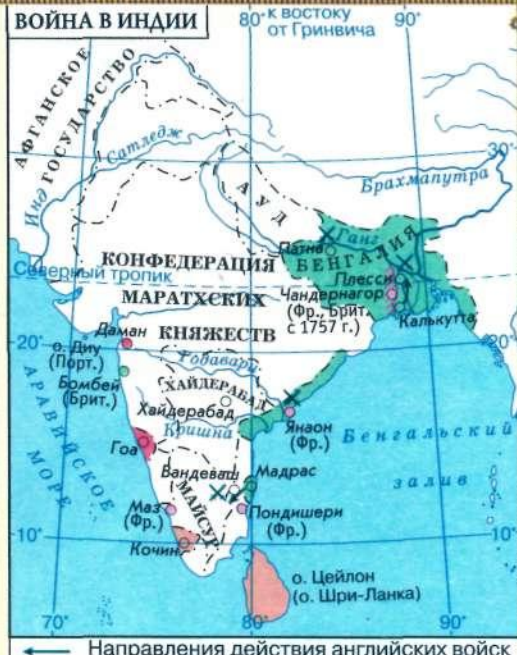 ВОЙНА В ИНДИИ
80° к востоку
от Гринвича
90°
АФГАНСКОЕ
ГОСУДАРСТВО
Инд
Сатледж
30°
Брахмапутра
АУД
Ганг
Патна
БЕНГАЛИЯ
КОНФЕДЕРАЦИЯ
Северный тропик
Плесси
Чандернагор
(Фр., Брит.
с 1757 г.)
МАРАТХСКИХ
Калькутта
Даман
КНЯЖЕСТВ
20°
20°
о. Диу
(Порт.)
Годавари
Бомбей
(Брит.)
ХАЙДЕРАБАД
Хайдерабад
АРАВИЙСКОЕ
МОРЕ
Кришна
Янаон
(Фр.)
Бенгальский
залив
Гоа
Вандеваш
Мадрас
МАЙСУР
Маэ
(Фр.)
Пондишери
(Фр.)
10°
10°
Кочин
о. Цейлон
(о. Шри-Ланка)
70°
80°
90°
Направления действия английских войск